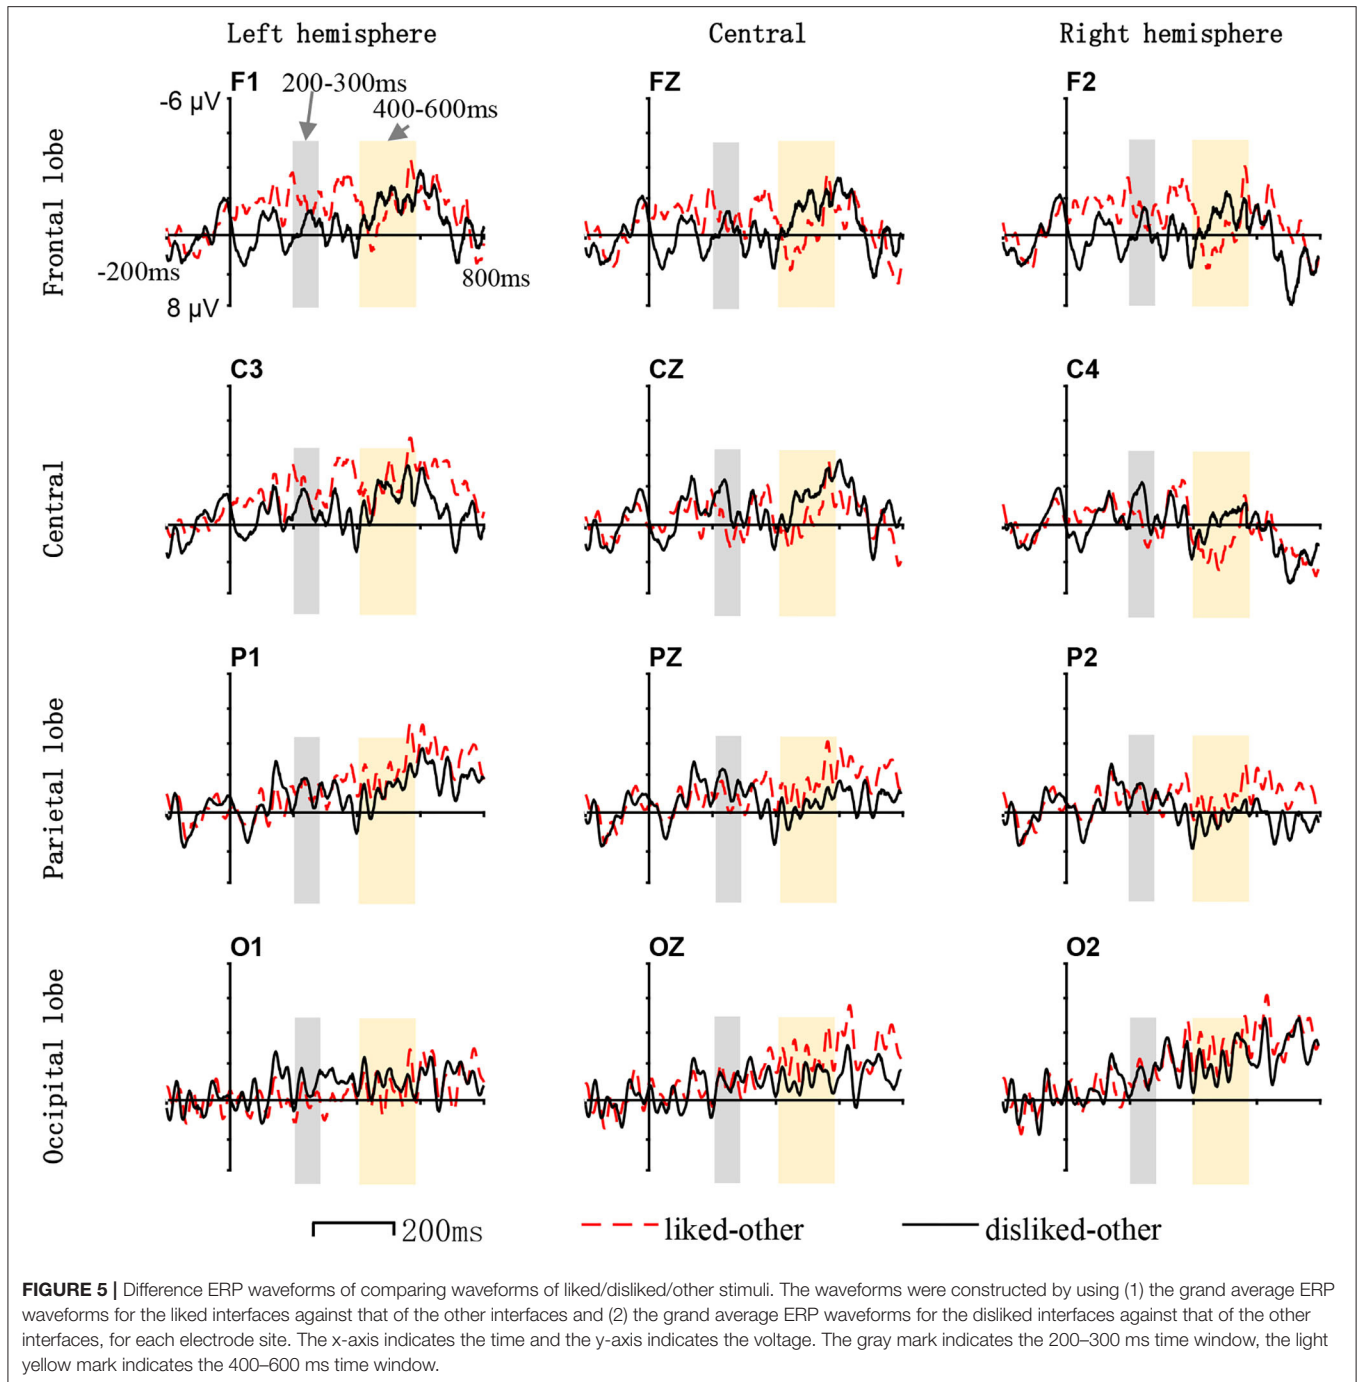 Left hemisphere
Central
Right hemisphere
Frontal lobe
F1
200-300ms
400-600ms
-6 µV
-200ms
800ms
8 µV
FZ
F2
Central
C3
CZ
C4
Parietal lobe
P1
PZ
P2
Occipital lobe
O1
OZ
O2
200ms
liked-other
disliked-other
FIGURE 5 | Difference ERP waveforms of comparing waveforms of liked/disliked/other stimuli. The waveforms were constructed by using (1) the grand average ERP
waveforms for the liked interfaces against that of the other interfaces and (2) the grand average ERP waveforms for the disliked interfaces against that of the other
interfaces, for each electrode site. The x-axis indicates the time and the y-axis indicates the voltage. The gray mark indicates the 200–300 ms time window, the light
yellow mark indicates the 400–600 ms time window.